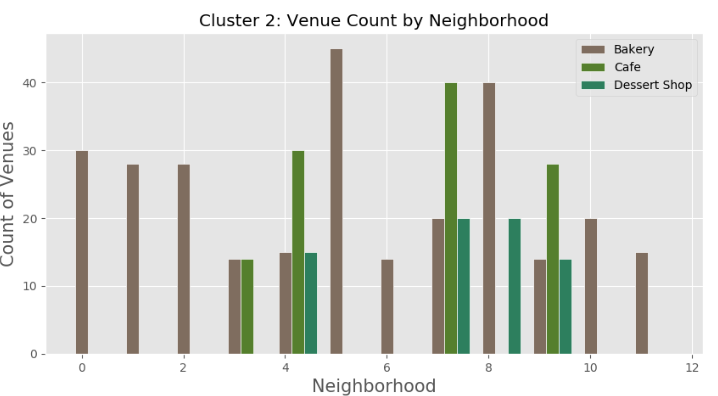 Cluster 2: Venue Count by Neighborhood
Bakery
Cafe
Dessert Shop
Count of Venues
40
30
20
10
0
0 2 4 6 8 10 12
Neighborhood